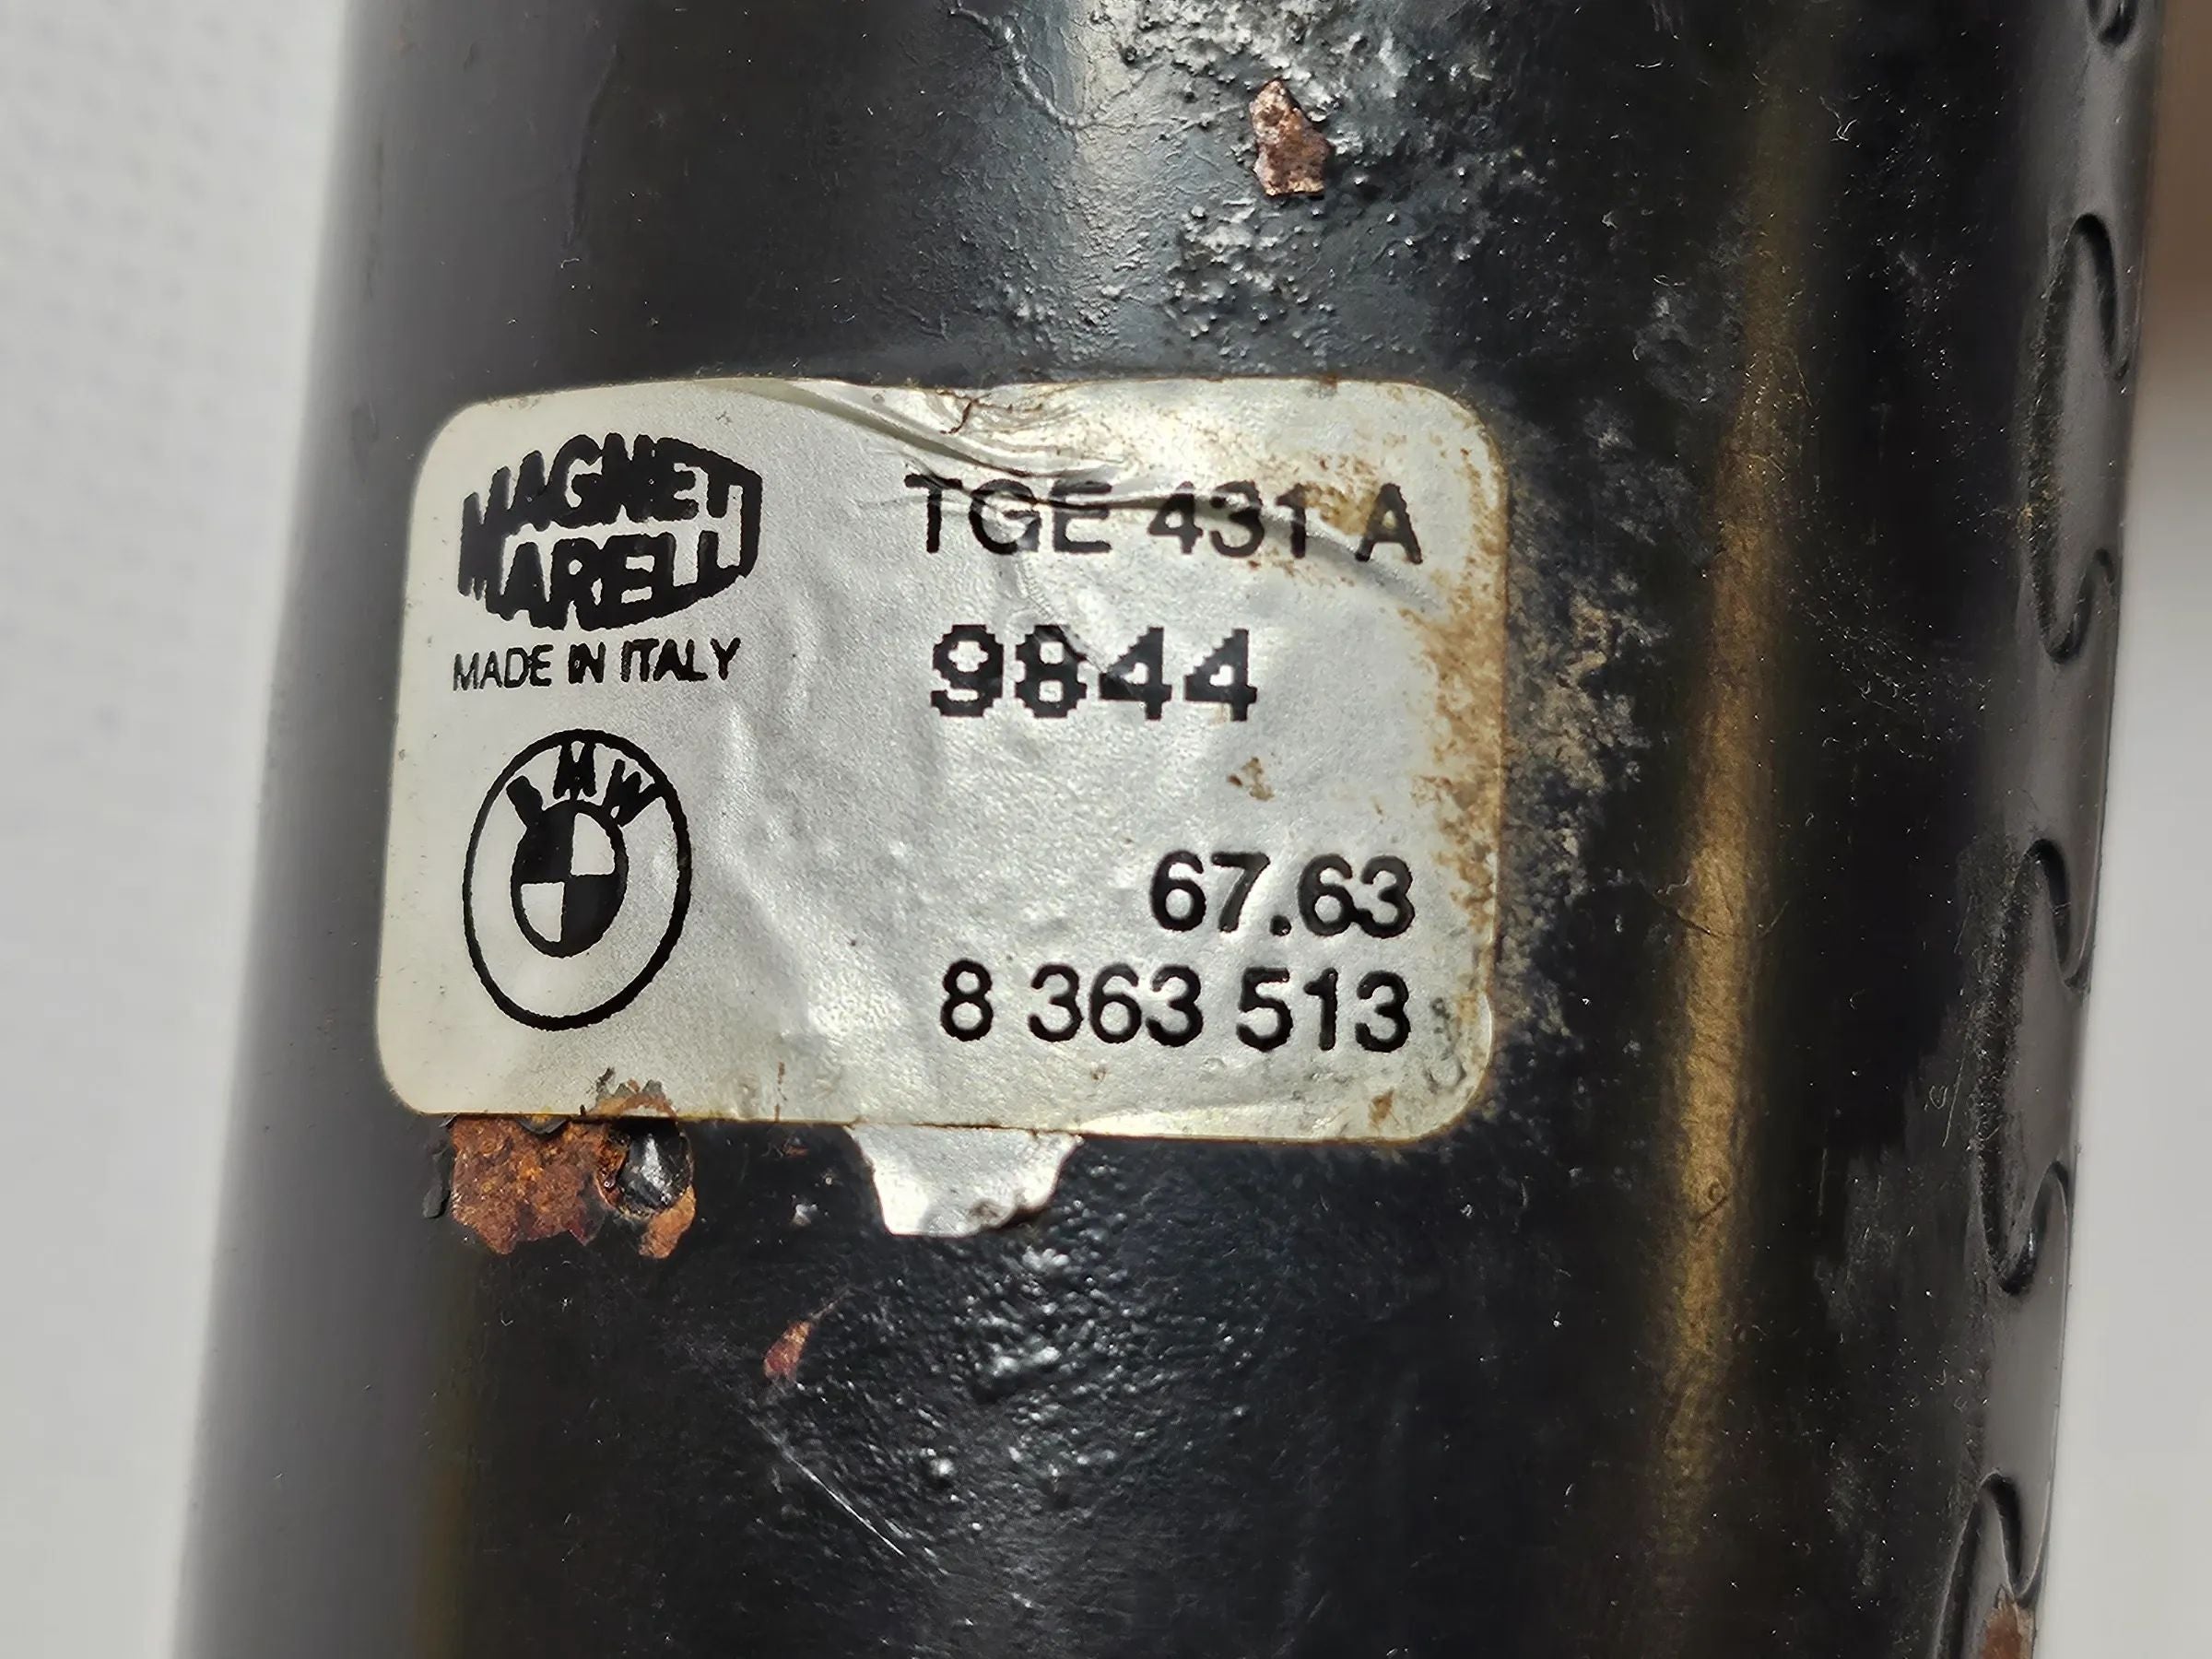 MAGNETI
MARELLI
MADE IN ITALY
BMW
TGE 431 A
9844
67.63
8 363 513